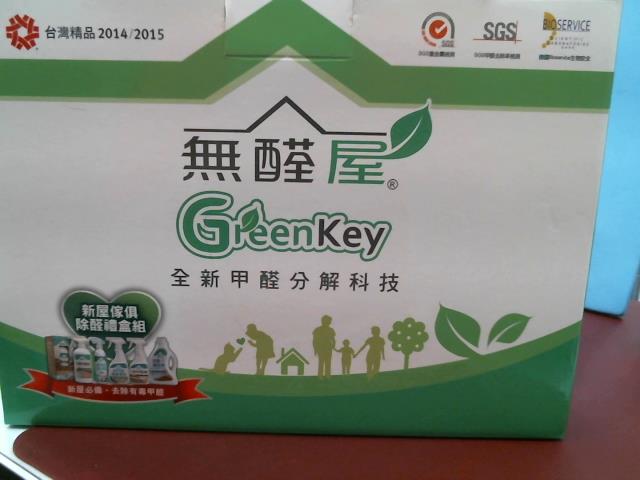 台灣精品 2014/2015
SGS
SGS
BIOSERVICE
無醛屋®
GreenKey
全新甲醛分解科技
新屋傢俱
除醛禮盒組
新屋必備,去除有毒甲醛